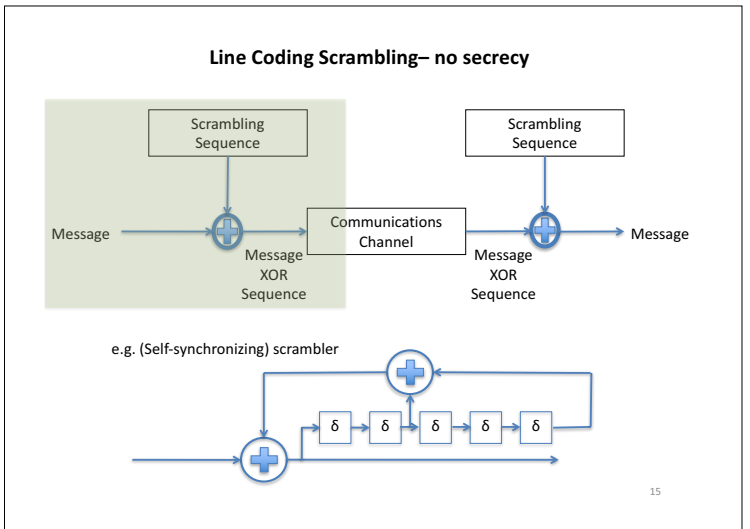 Line Coding Scrambling– no secrecy
Scrambling
Sequence
Scrambling
Sequence
Message
Communications
Channel
Message
Message
XOR
Sequence
Message
XOR
Sequence
e.g. (Self-synchronizing) scrambler
δ δ δ δ δ
15